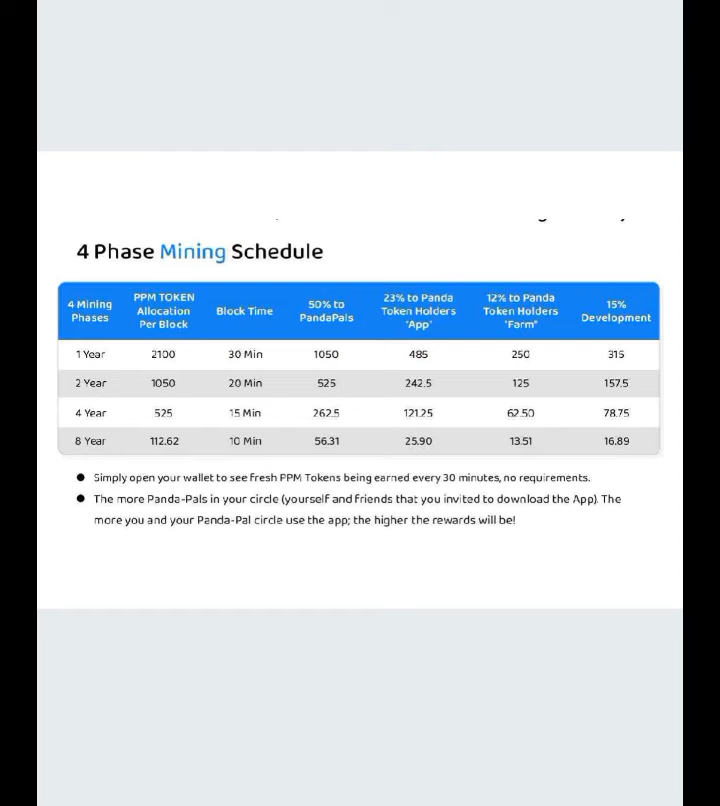 4 Phase Mining Schedule
4 Mining Phases | PPM TOKEN Allocation Per Block | Block Time | 50% to PandaPals | 23% to Panda Token Holders 'App' | 12% to Panda Token Holders 'Farm" | 15% Development
1 Year | 2100 | 30 Min | 1050 | 485 | 250 | 315
2 Year | 1050 | 20 Min | 525 | 242.5 | 125 | 157.5
4 Year | 525 | 15 Min | 262.5 | 121.25 | 62.50 | 78.75
8 Year | 112.62 | 10 Min | 56.31 | 25.90 | 13.51 | 16.89
● Simply open your wallet to see fresh PPM Tokens being earned every 30 minutes, no requirements.
● The more Panda-Pals in your circle (yourself and friends that you invited to download the App). The
more you and your Panda-Pal circle use the app; the higher the rewards will be!